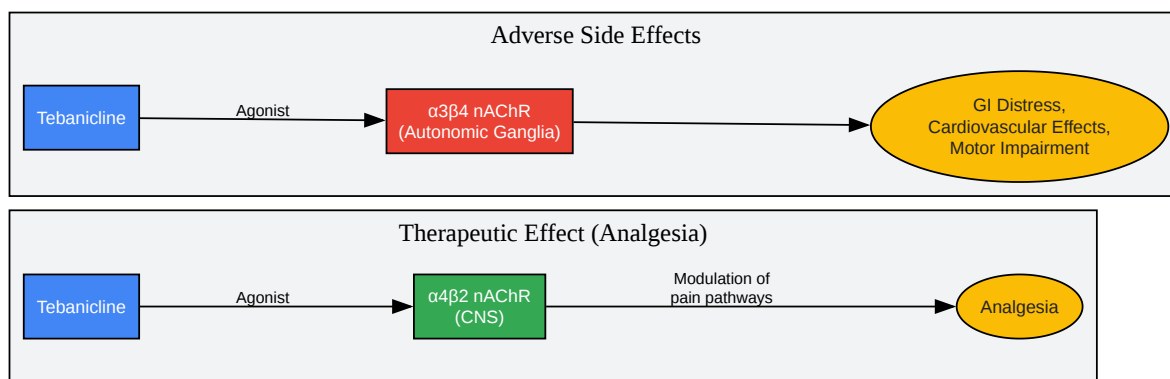 Adverse Side Effects
Tebanicline
Agonist
α3β4 nAChR
(Autonomic Ganglia)
GI Distress,
Cardiovascular Effects,
Motor Impairment
Therapeutic Effect (Analgesia)
Tebanicline
Agonist
α4β2 nAChR
(CNS)
Modulation of
pain pathways
Analgesia